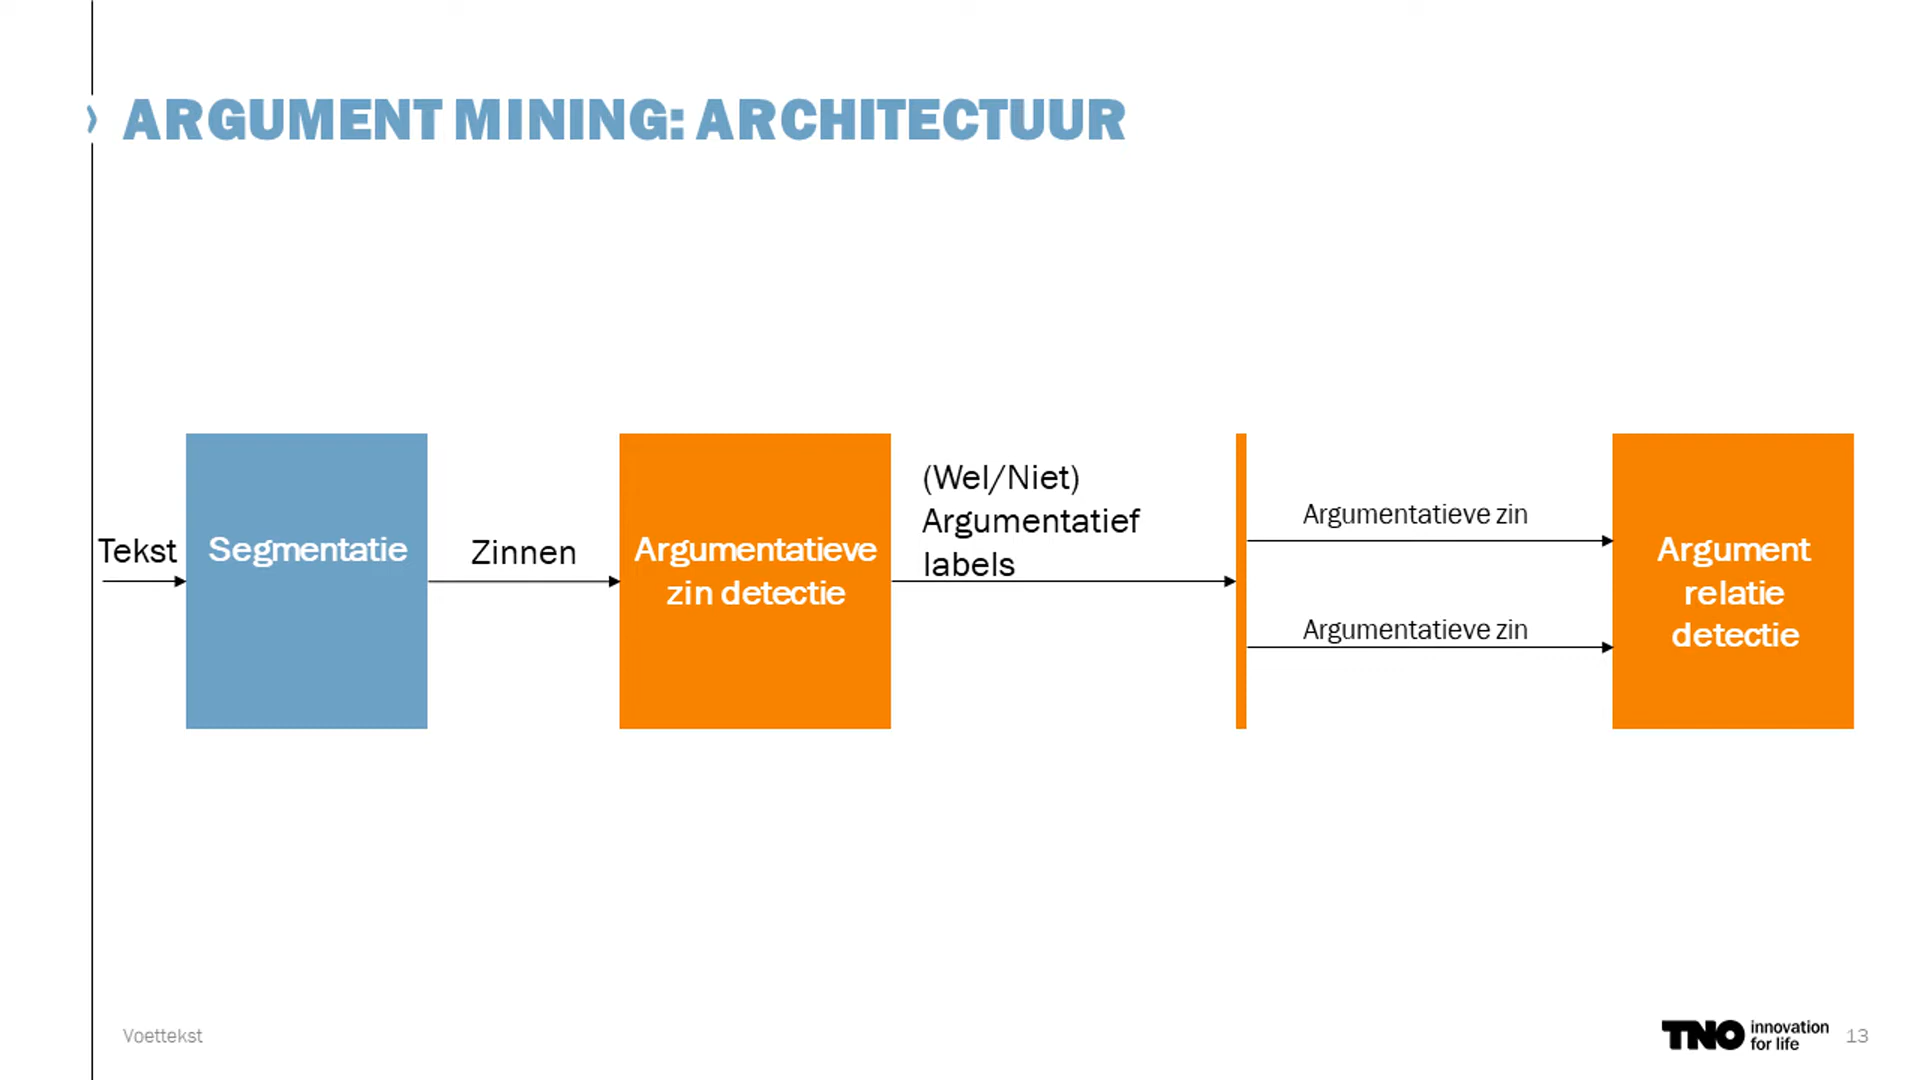 ARGUMENT MINING: ARCHITECTUUR
Tekst
Segmentatie
Zinnen
Argumentatieve
zin detectie
(Wel/Niet)
Argumentatief
labels
Argumentatieve zin
Argumentatieve zin
Argument
relatie
detectie
Voettekst
TNO innovation
for life
13